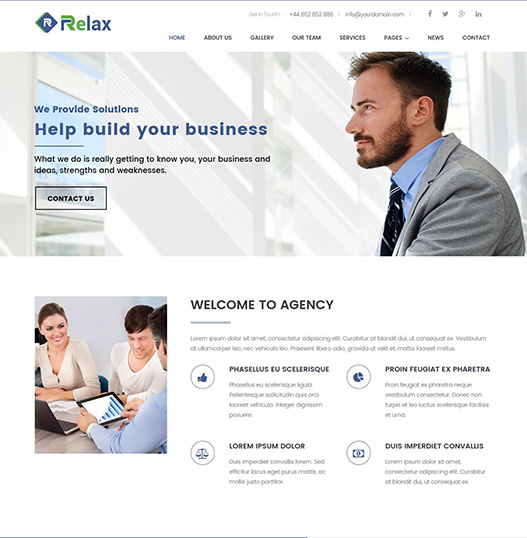 Relax
Get in Touch! +44 852 852 888 info@yourdomain.com
HOME ABOUT US GALLERY OUR TEAM SERVICES PAGES NEWS CONTACT
We Provide Solutions
Help build your business
What we do is really getting to know you, your business and
ideas, strengths and weaknesses.
CONTACT US
WELCOME TO AGENCY
Lorem ipsum dolor sit amet, consectetur adipiscing elit. Curabitur at blandit dui, ut consequat quam. Vestibulum
at ullamcorper leo, nec vehicula leo. Praesent libero odio, gravida ut velit et, mattis laoreet metus.
PHASELLUS EU SCELERISQUE
Phasellus eu scelerisque ligula.
Pellentesque sollicitudin quis orci
laoreet vehicula. Integer dignissim
posuere.
PROIN FEUGIAT EX PHARETRA
Proin feugiat ex pharetra neque
vestibulum consectetur. Donec non
turpis et leo luctus scelerisque facilisis
et urna.
LOREM IPSUM DOLOR
Duis imperdiet convallis lorem. Sed
efficitur lacus eget purus mattis, ac
mollis justo porttitor.
DUIS IMPERDIET CONVALLIS
Lorem ipsum dolor sit amet,
consectetur adipiscing elit. Curabitur
at blandit dui, ut consequat quam.